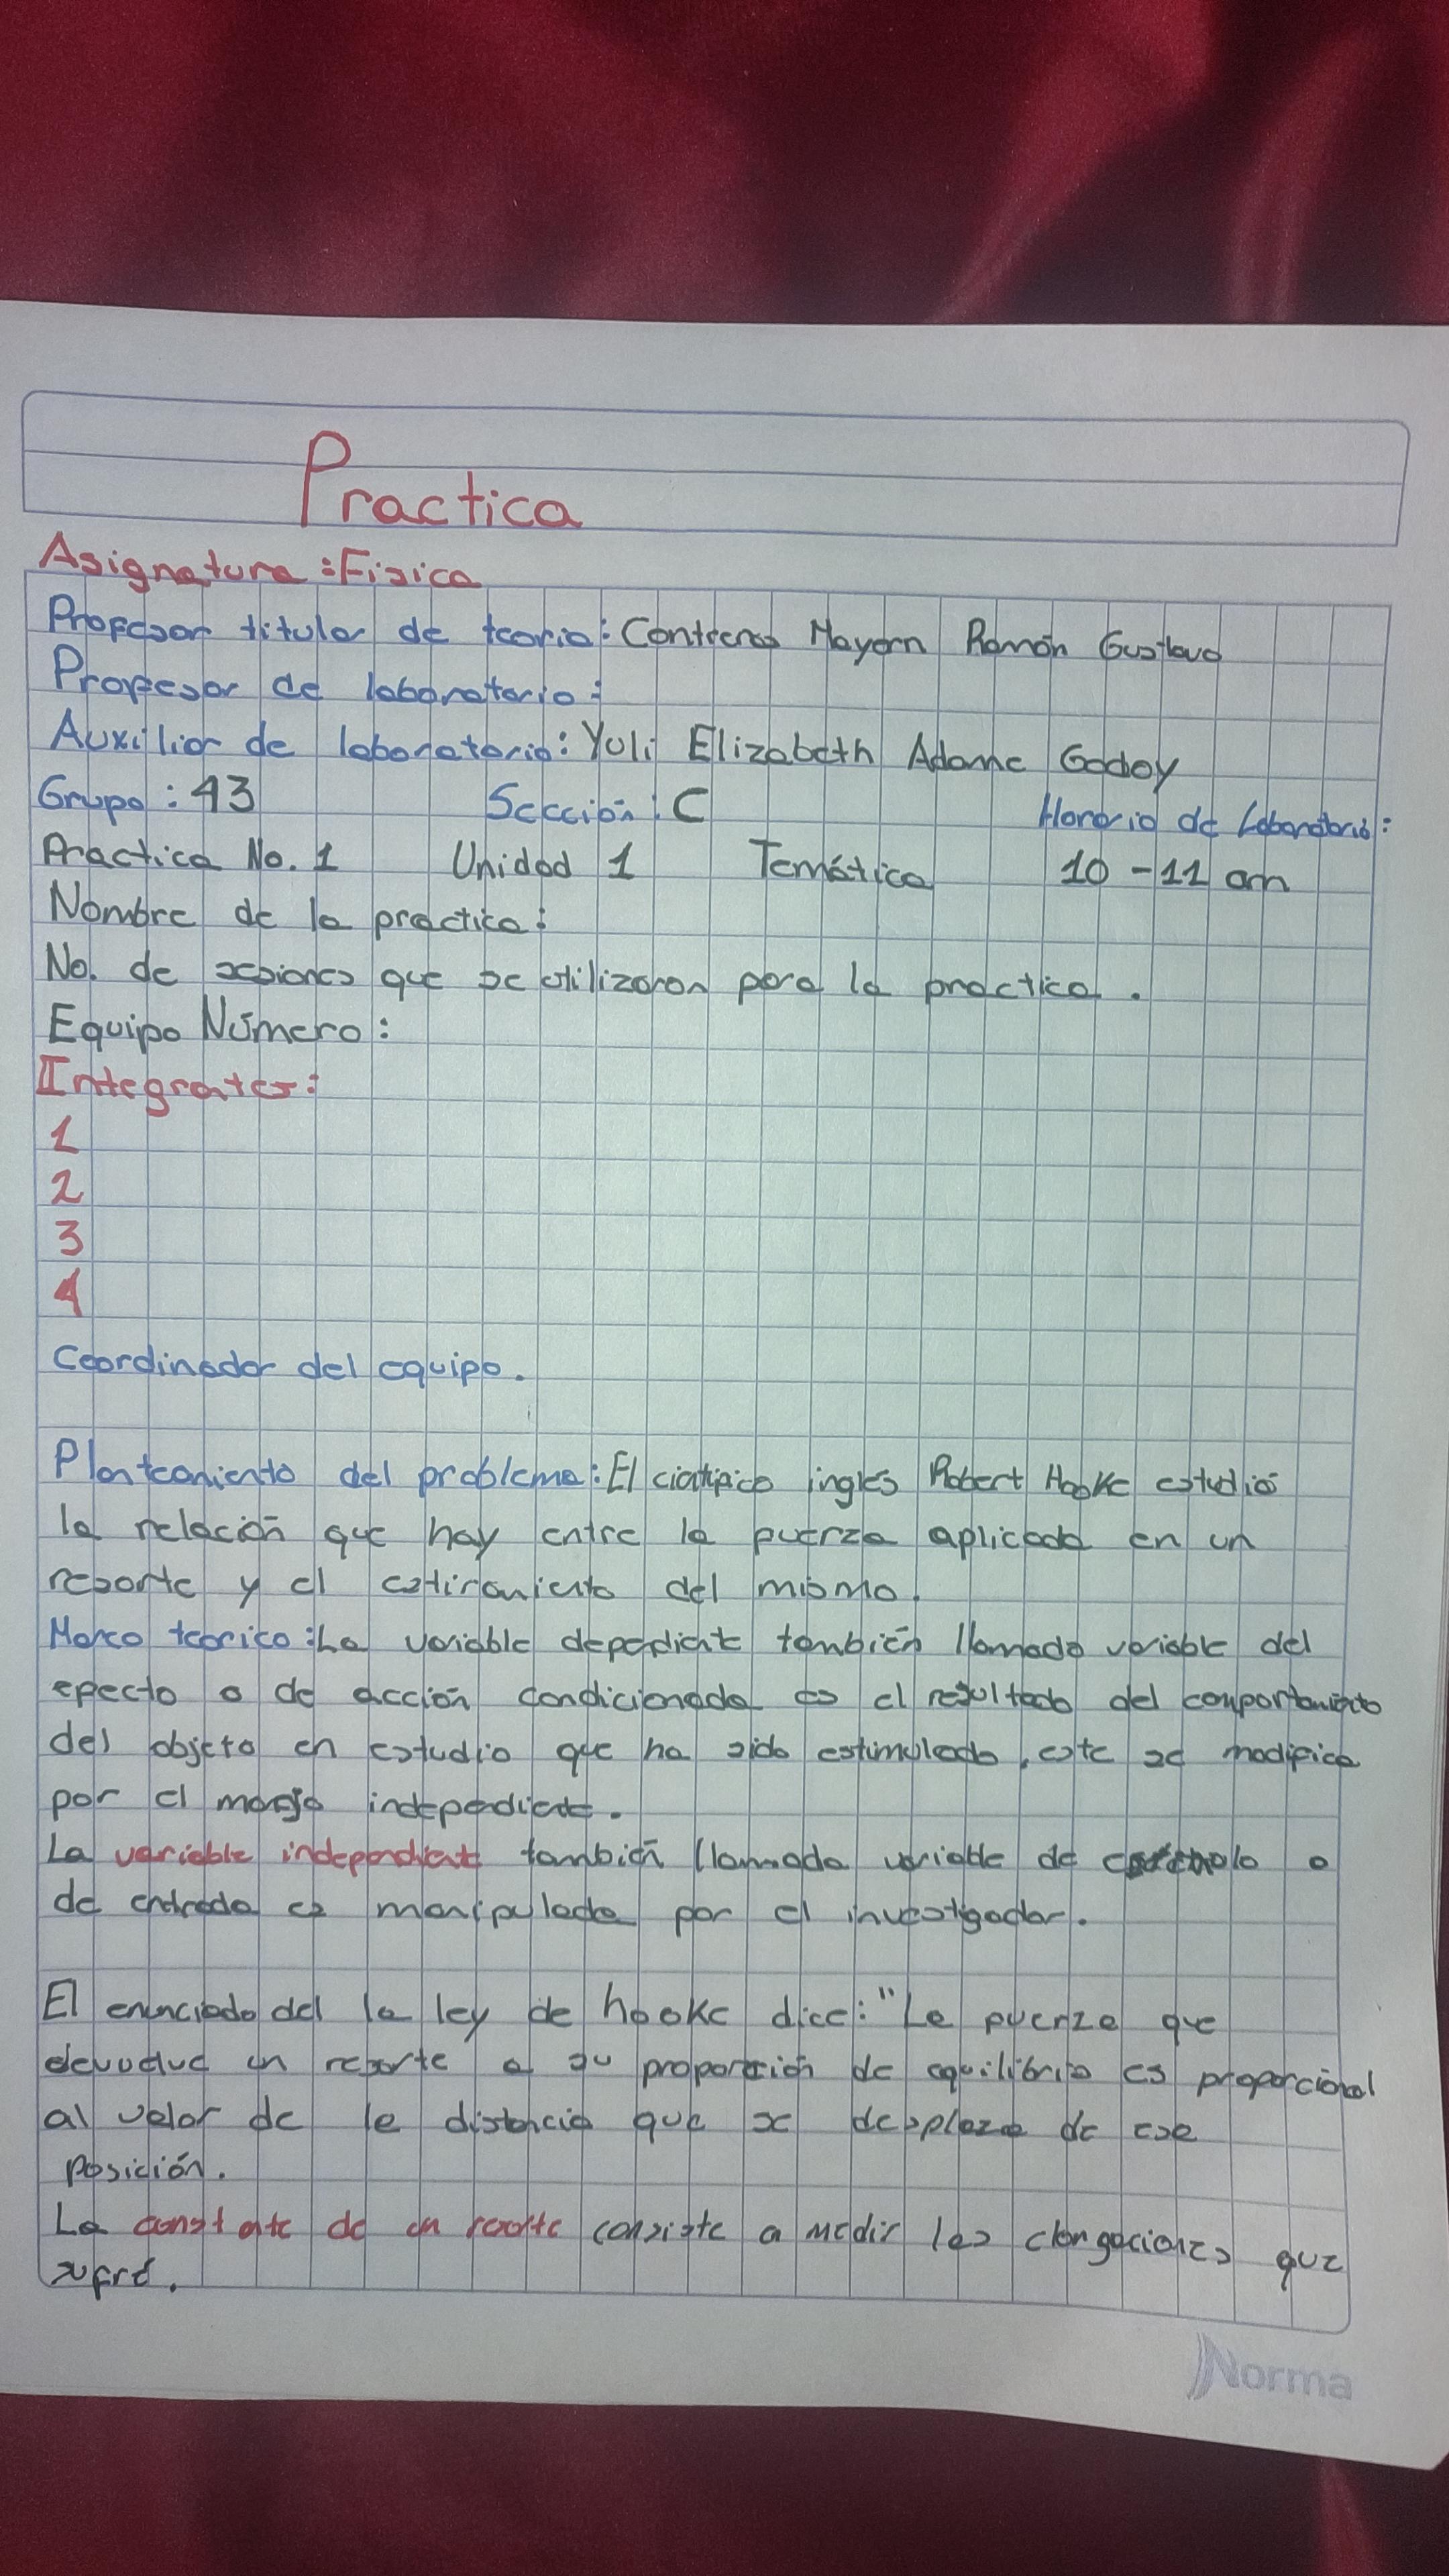 Practica
Asignatura: Fisica
Profesor titular de teoria: Contreras Mayorn Ramón Gustavo
Profesor de laboratorio:
Auxiliar de laboratorio: Yuli Elizabeth Adame Godoy
Grupo: 43 Sección: C Horario de Laboratorio:
Practica No. 1 Unidad 1 Temática 10 - 11 am
Nombre de la practica:
No. de sesiones que se utilizaron para la practica.
Equipo Número:
Integrates:
1
2
3
4
Coordinador del equipo.
Planteamiento del problema: El cientifico inglés Robert Hooke estudió
la relación que hay entre la fuerza aplicada en un
resorte y el estiramiento del mismo.
Marco teorico: La variable dependiente también llamada variable del
efecto o de acción condicionada es el resultado del comportamiento
del objeto en estudio que ha sido estimulado, este se modifica
por el manejo independiente.
La variable independiente también llamada variable de o
de entrada es manipulada por el investigador.
El enunciado del la ley de hooke dice: "La fuerza que
devuelve un resorte a su proporción de equilibrio es proporcional
al valor de la distancia que se desplaza de esa
posición.
La constate de un resorte consiste a medir las elongaciones que
sufre.
Norma